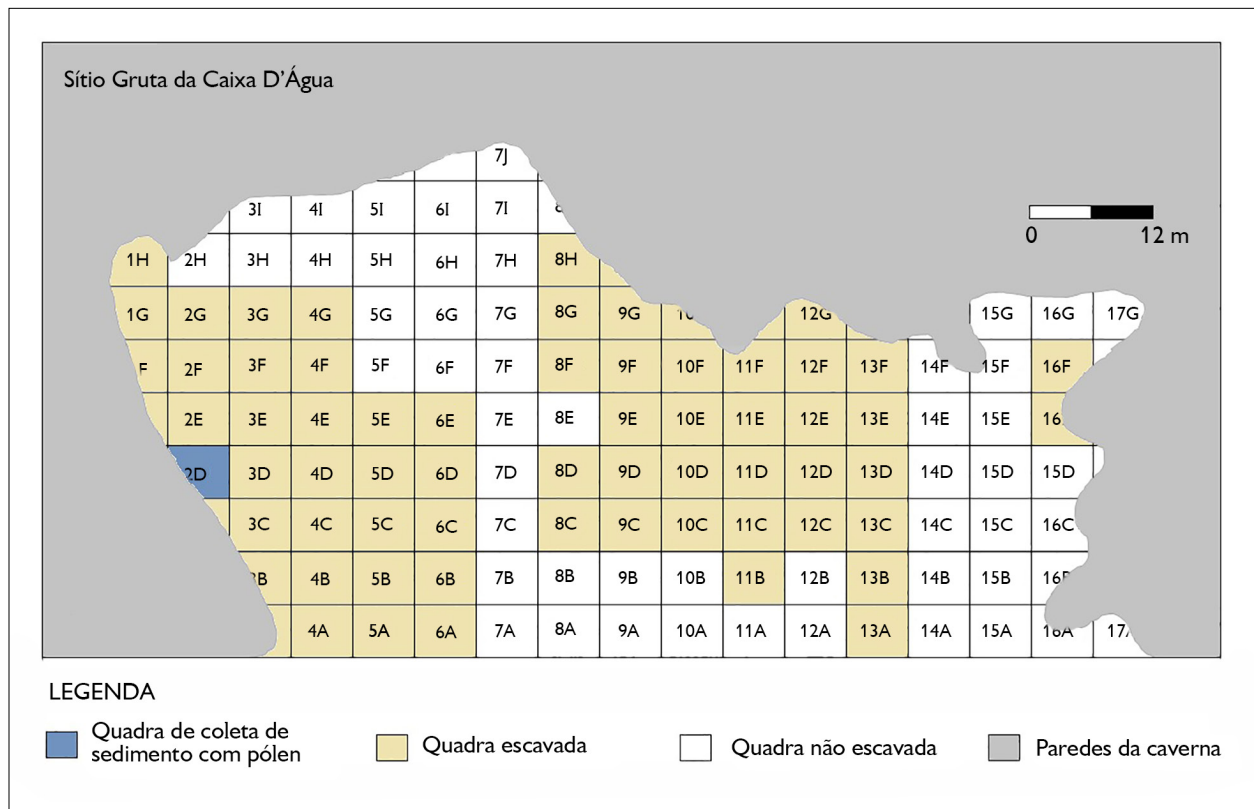 Sítio Gruta da Caixa D'Água
7J
3I 4I 5I 6I 7I
0 12 m
1H 2H 3H 4H 5H 6H 7H 8H
1G 2G 3G 4G 5G 6G 7G 8G 9G 12G 15G 16G 17G
2F 3F 4F 5F 6F 7F 8F 9F 10F 11F 12F 13F 14F 15F 16F
2E 3E 4E 5E 6E 7E 8E 9E 10E 11E 12E 13E 14E 15E
2D 3D 4D 5D 6D 7D 8D 9D 10D 11D 12D 13D 14D 15D 15D
3C 4C 5C 6C 7C 8C 9C 10C 11C 12C 13C 14C 15C 16C
4B 5B 6B 7B 8B 9B 10B 11B 12B 13B 14B 15B
4A 5A 6A 7A 8A 9A 10A 11A 12A 13A 14A 15A 16A
LEGENDA
Quadra de coleta de
sedimento com pólen
Quadra escavada
Quadra não escavada
Paredes da caverna